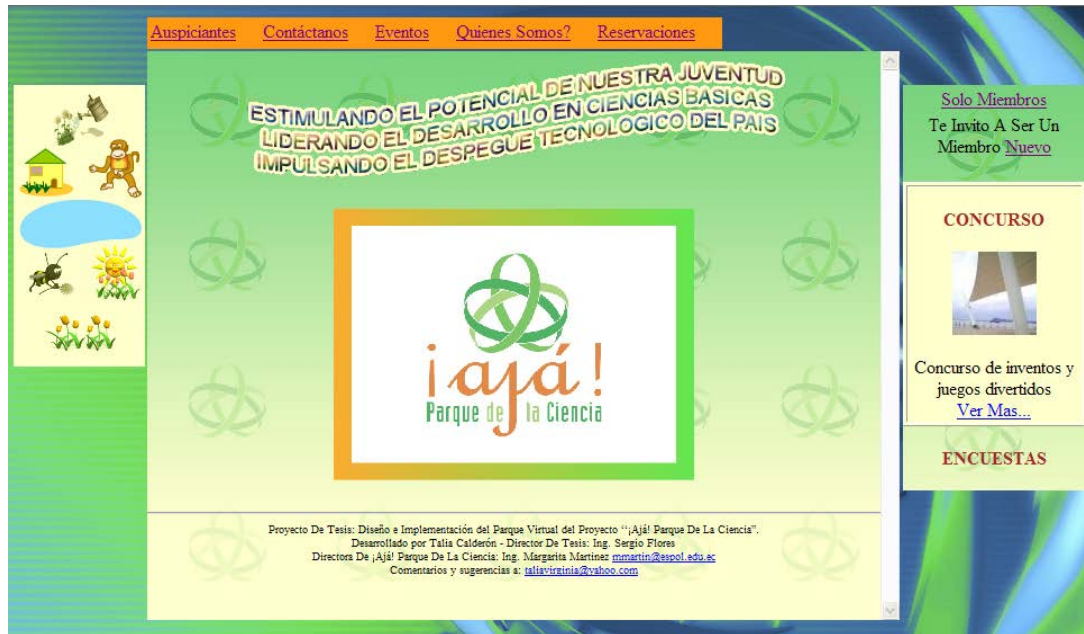 Auspiciantes Contáctanos Eventos Quienes Somos? Reservaciones
ESTIMULANDO EL POTENCIAL DE NUESTRA JUVENTUD
LIDERANDO EL DESARROLLO EN CIENCIAS BASICAS
IMPULSANDO EL DESPEGUE TECNOLOGICO DEL PAIS
¡ajá!
Parque de la Ciencia
Proyecto De Tesis: Diseño e Implementación del Parque Virtual del Proyecto “¡Ajá! Parque De La Ciencia”.
Desarrollado por Talía Calderón - Director De Tesis: Ing. Sergio Flores
Directora De ¡Ajá! Parque De La Ciencia: Ing. Margarita Martinez mmartin@espol.edu.ec
Comentarios y sugerencias a: taliavirginia@yahoo.com
Solo Miembros
Te Invito A Ser Un
Miembro Nuevo
CONCURSO
Concurso de inventos y
juegos divertidos
Ver Mas...
ENCUESTAS